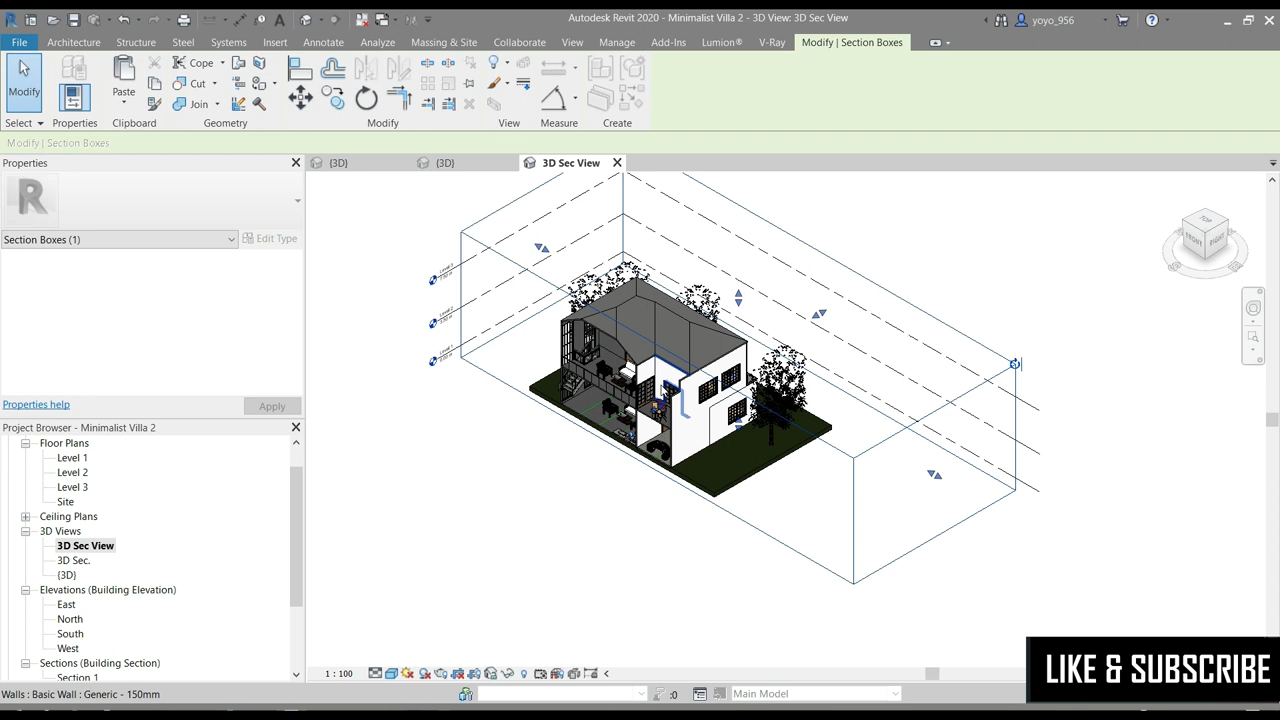 Autodesk Revit 2020 - Minimalist Villa 2 - 3D View: 3D Sec View
yoyo_956
File
Architecture
Structure
Steel
Systems
Insert
Annotate
Analyze
Massing & Site
Collaborate
View
Manage
Add-Ins
Lumion®
V-Ray
Modify | Section Boxes
Modify
Paste
Cope
Cut
Join
Select
Properties
Clipboard
Geometry
Modify
View
Measure
Create
Modify | Section Boxes
Properties
{3D}
{3D}
3D Sec View
Section Boxes (1)
Edit Type
Properties help
Apply
Project Browser - Minimalist Villa 2
Floor Plans
Level 1
Level 2
Level 3
Site
Ceiling Plans
3D Views
3D Sec View
3D Sec.
{3D}
Elevations (Building Elevation)
East
North
South
West
Sections (Building Section)
Section 1
TOP
FRONT
RIGHT
1 : 100
Walls : Basic Wall : Generic - 150mm
:0
Main Model
LIKE & SUBSCRIBE